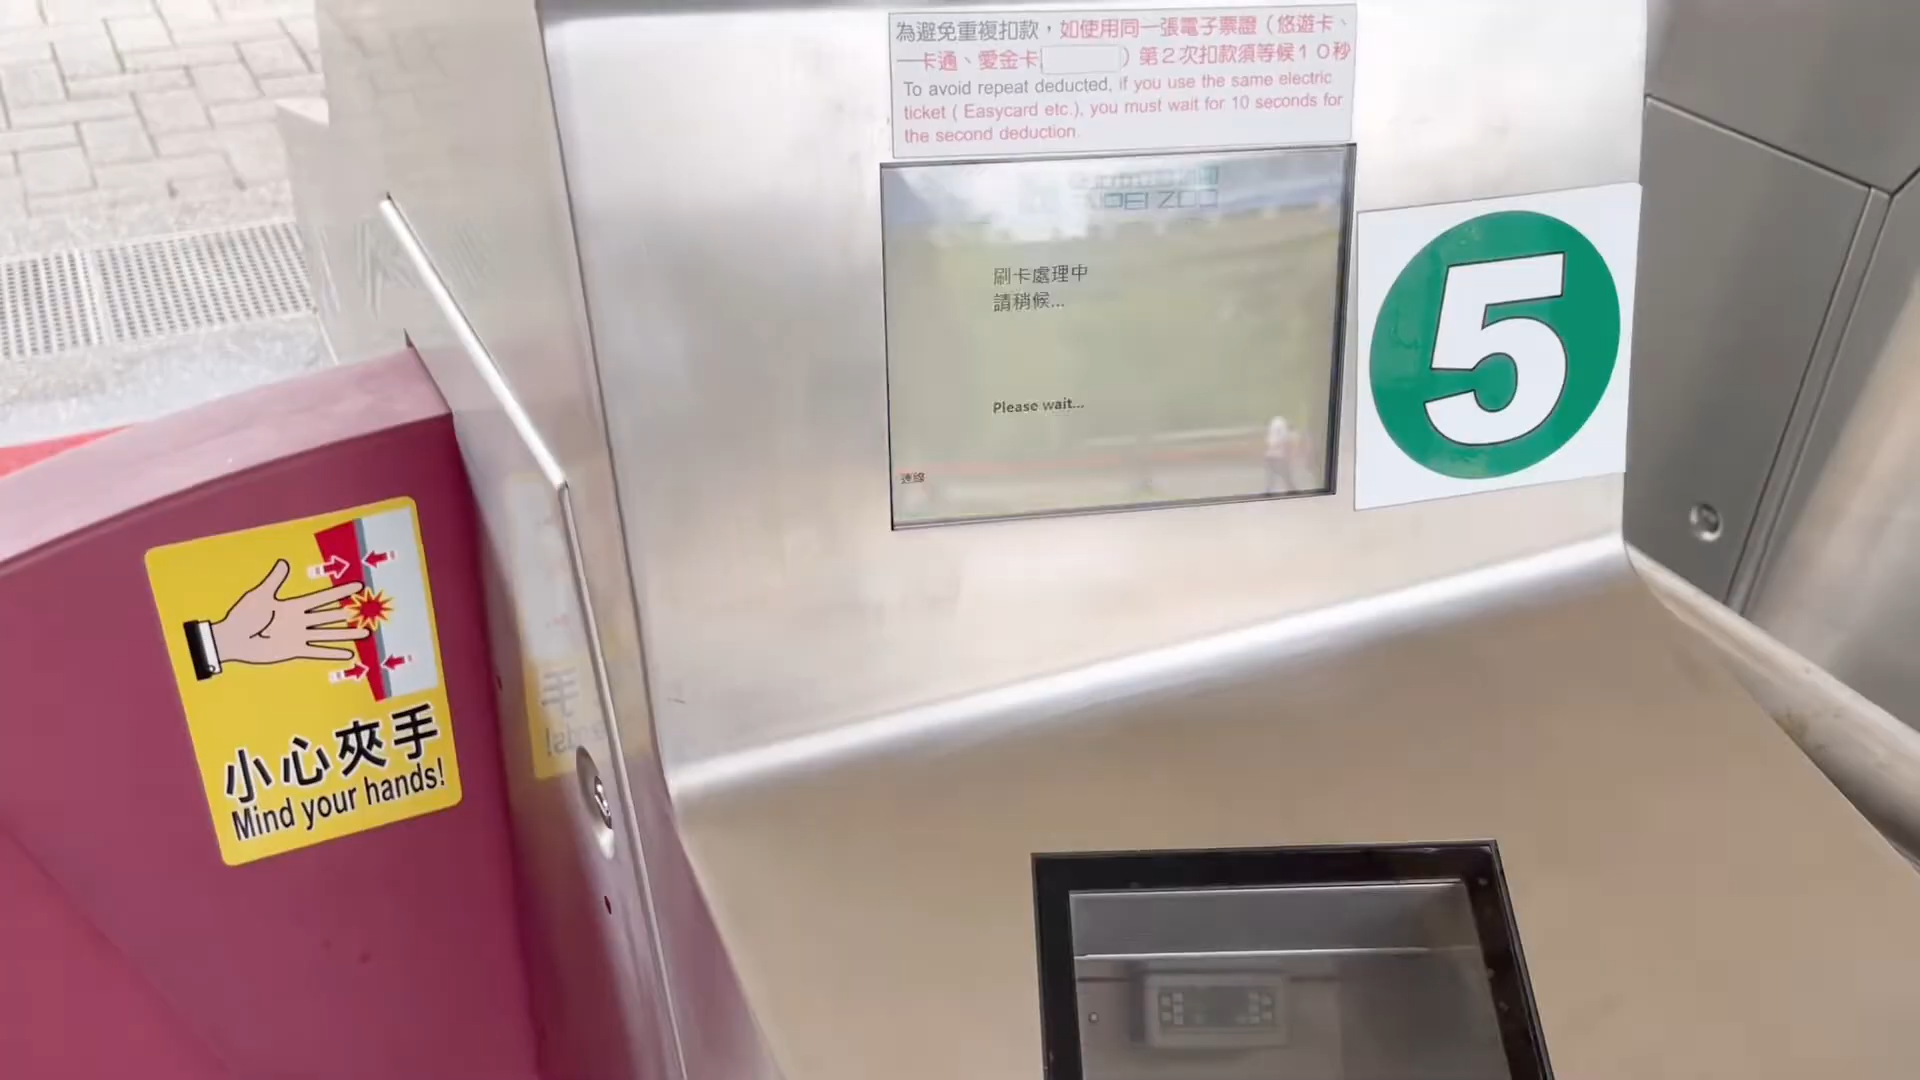 為避免重複扣款，如使用同一張電子票證（悠遊卡、
一卡通、愛金卡）第２次扣款須等候１０秒
To avoid repeat deducted, if you use the same electric
ticket ( Easycard etc.), you must wait for 10 seconds for
the second deduction.
ZOO
刷卡處理中
請稍候...
Please wait...
連線
5
小心夾手
Mind your hands!